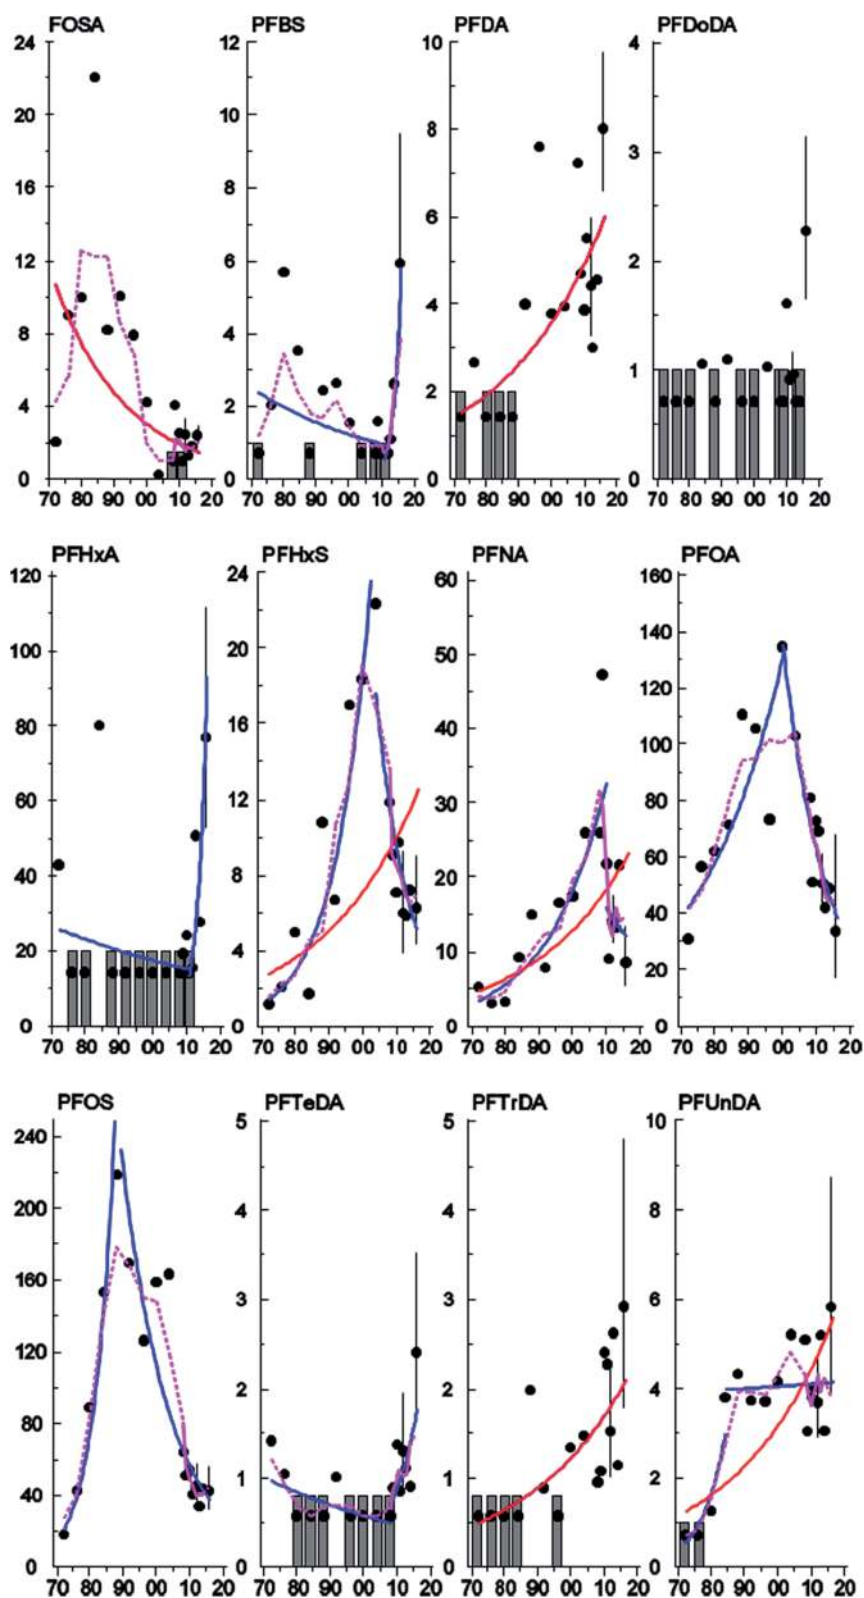 FOSA PFBS PFDA PFDoDA
24 12 10 4
22
20 10 8
18 3
16 8
14 6
12 6 2
10
8 4 4
6 1
4 2 2
2
0 0 0 0
70 80 90 00 10 20 70 80 90 00 10 20 70 80 90 00 10 20 70 80 90 00 10 20
PFHxA PFHxS PFNA PFOA
120 24 60 160
100 20 50 140
80 16 40 120
60 12 30 100
40 8 20 80
20 4 10 60
0 0 0 40
20
0
70 80 90 00 10 20 70 80 90 00 10 20 70 80 90 00 10 20 70 80 90 00 10 20
PFOS PFTeDA PFTrDA PFUnDA
240 5 5 10
200 4 4 8
160 3 3 6
120 2 2 4
80 1 1 2
40 0 0 0
0
70 80 90 00 10 20 70 80 90 00 10 20 70 80 90 00 10 20 70 80 90 00 10 20